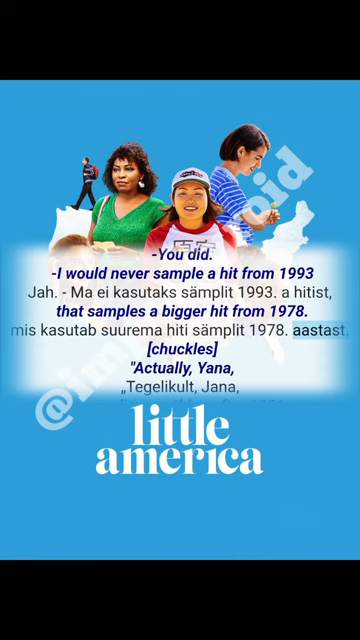 -You did.
-I would never sample a hit from 1993
Jah. - Ma ei kasutaks sämplit 1993. a hitist,
that samples a bigger hit from 1978.
mis kasutab suurema hiti sämplit 1978. aastast.
[chuckles]
"Actually, Yana,
„Tegelikult, Jana,
little
america